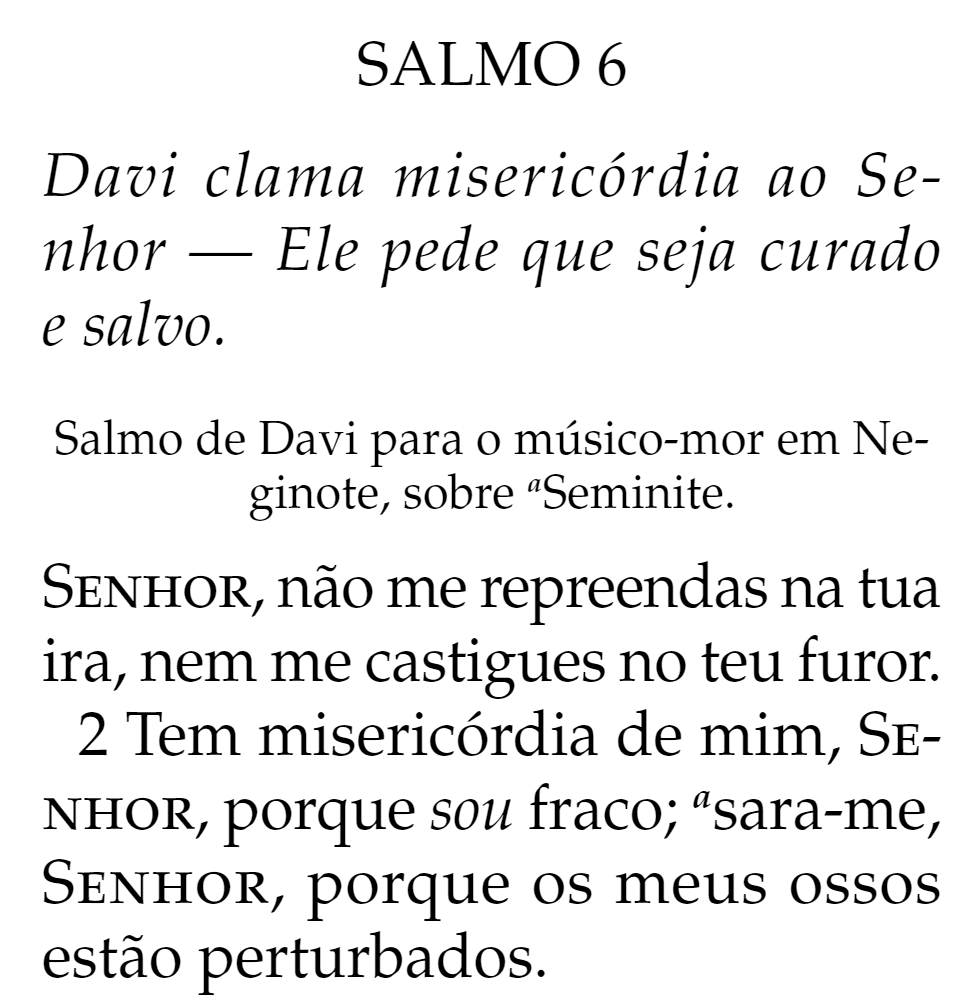 SALMO 6
Davi clama misericórdia ao Se-
nhor — Ele pede que seja curado
e salvo.
Salmo de Davi para o músico-mor em Ne-
ginote, sobre ᵃSeminite.
SENHOR, não me repreendas na tua
ira, nem me castigues no teu furor.
2 Tem misericórdia de mim, SE-
NHOR, porque sou fraco; ᵃsara-me,
SENHOR, porque os meus ossos
estão perturbados.